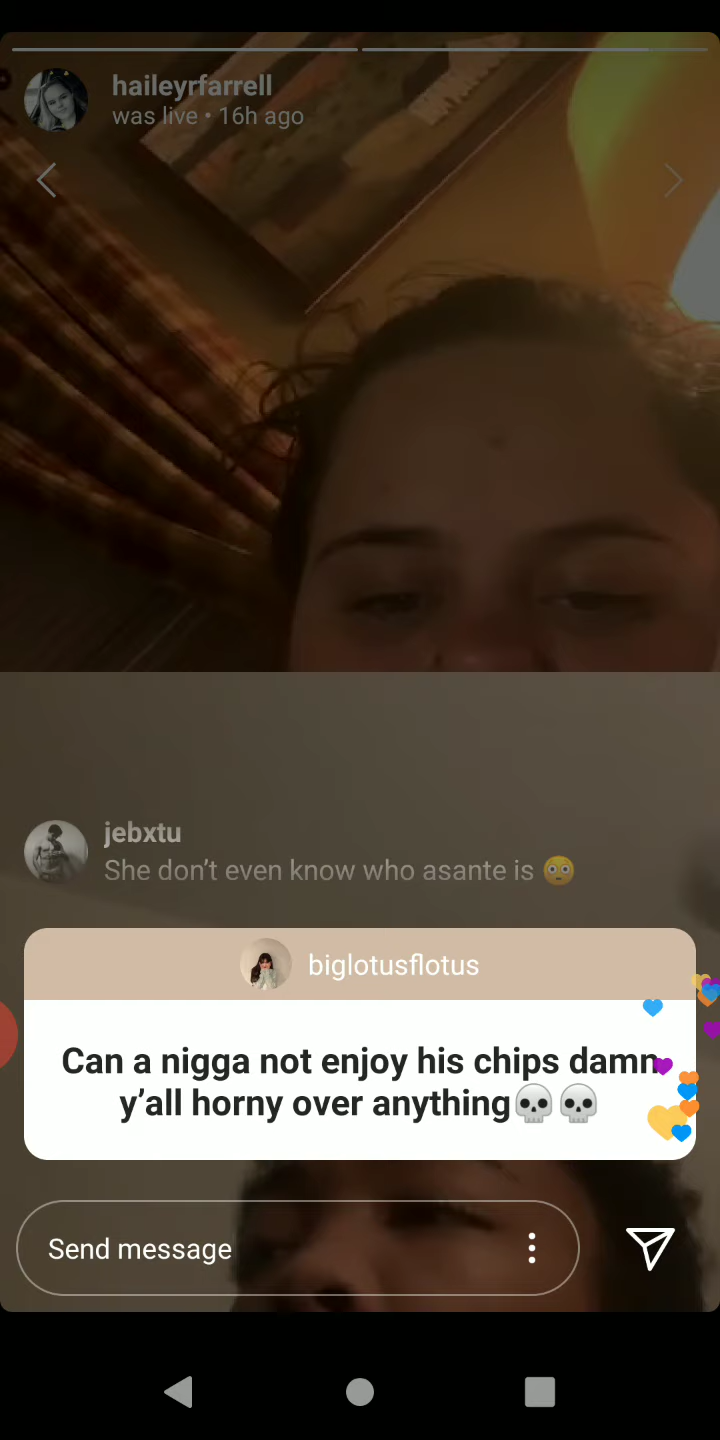 haileyrfarrell
was live • 16h ago
jebxtu
She don’t even know who asante is 😳
biglotusflotus
Can a nigga not enjoy his chips damn
y’all horny over anything💀💀
Send message